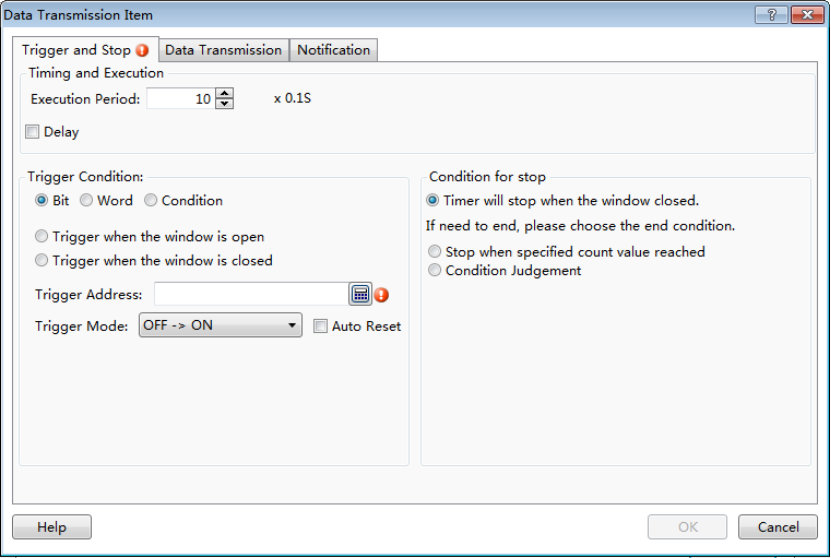 Data Transmission Item
Trigger and Stop Data Transmission Notification
Timing and Execution
Execution Period: 10 x 0.1S
Delay
Trigger Condition:
Bit Word Condition
Trigger when the window is open
Trigger when the window is closed
Trigger Address:
Trigger Mode: OFF -> ON Auto Reset
Condition for stop
Timer will stop when the window closed.
If need to end, please choose the end condition.
Stop when specified count value reached
Condition Judgement
Help OK Cancel